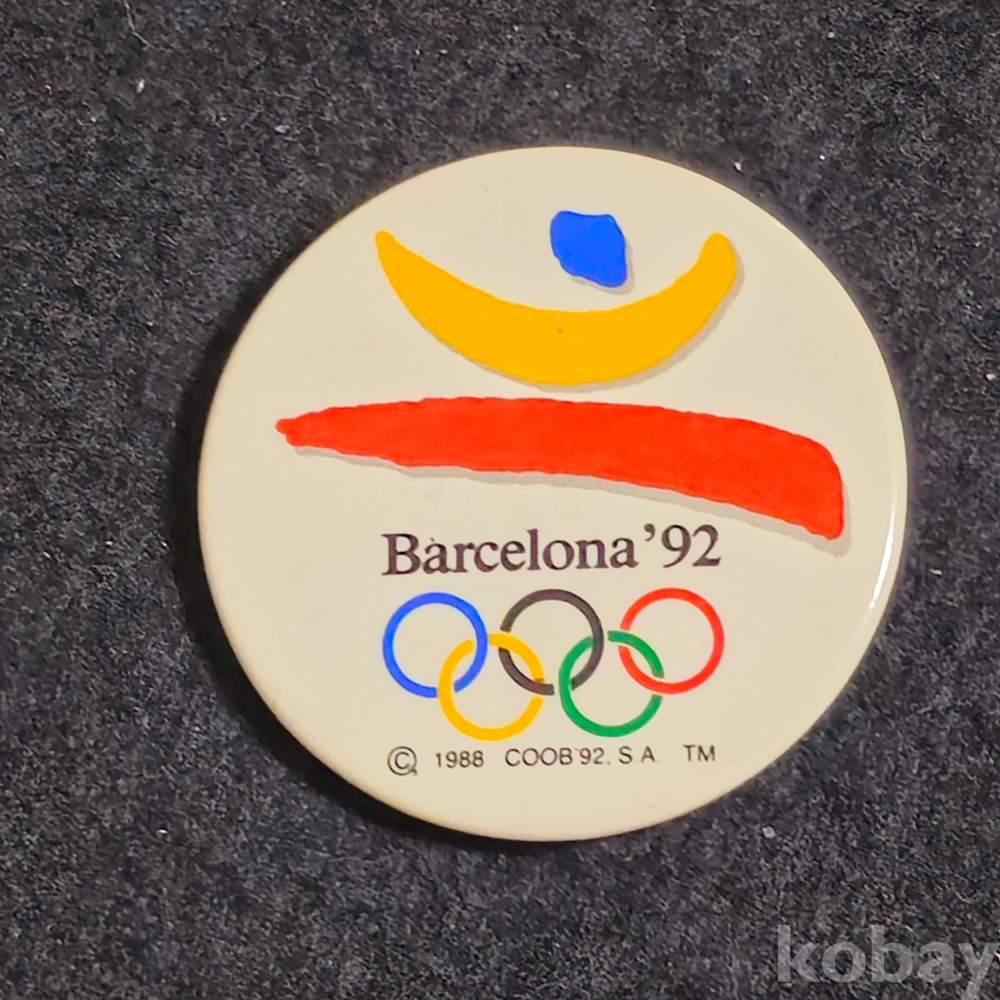 Barcelona '92
© 1988 COOB'92, S.A. TM
kobay